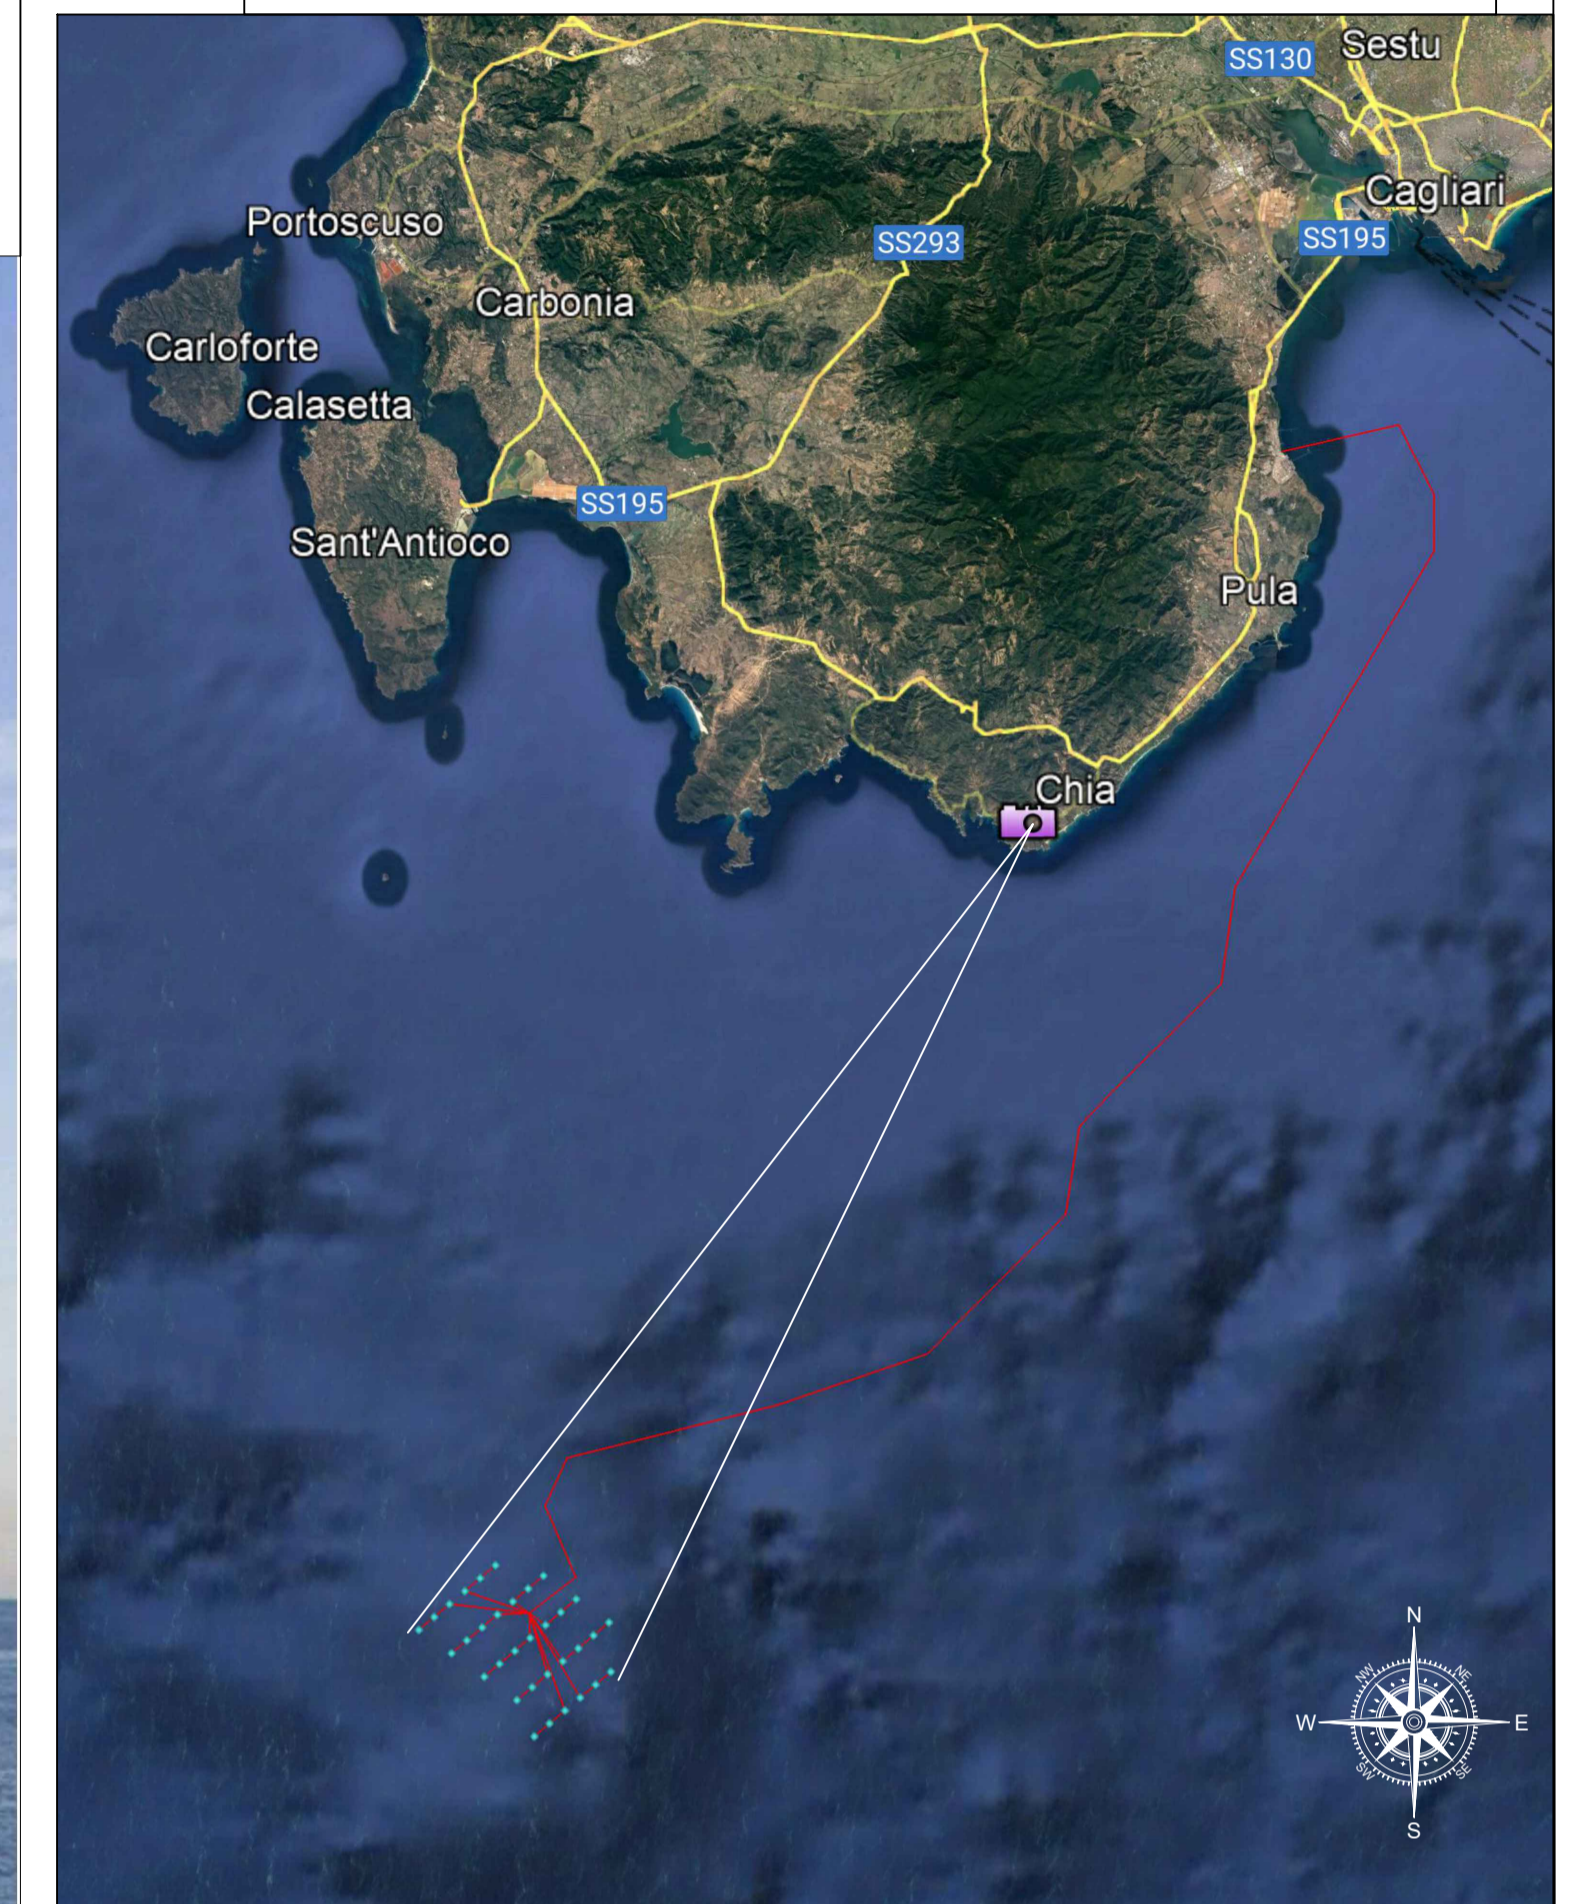 SS130
Sestu
Cagliari
Portoscuso
SS293
SS195
Carbonia
Carloforte
Calasetta
SS195
Sant'Antioco
Pula
Chia
N
NW
NE
W
E
SW
SE
S